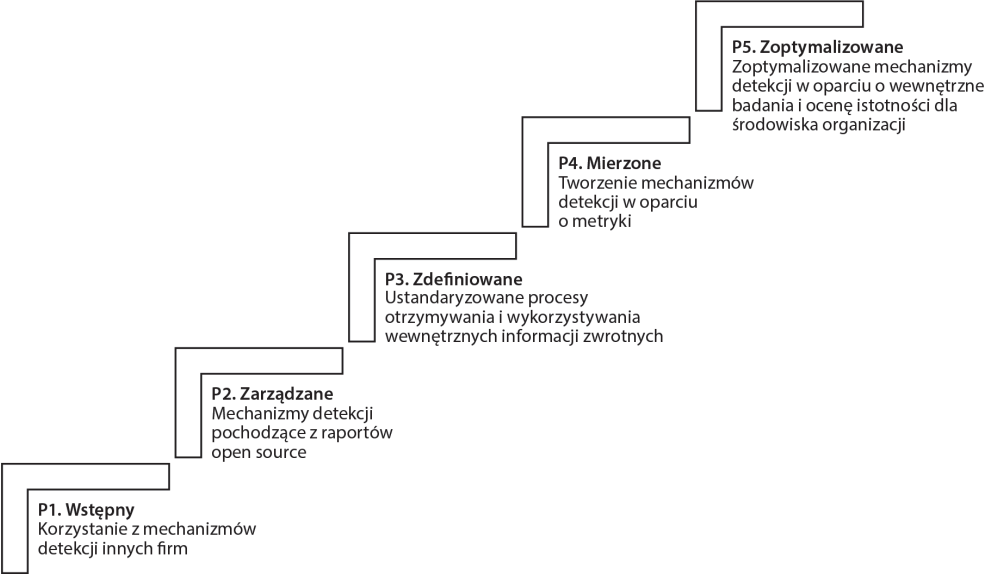 P5. Zoptymalizowane
Zoptymalizowane mechanizmy
detekcji w oparciu o wewnętrzne
badania i ocenę istotności dla
środowiska organizacji
P4. Mierzone
Tworzenie mechanizmów
detekcji w oparciu
o metryki
P3. Zdefiniowane
Ustandaryzowane procesy
otrzymywania i wykorzystywania
wewnętrznych informacji zwrotnych
P2. Zarządzane
Mechanizmy detekcji
pochodzące z raportów
open source
P1. Wstępny
Korzystanie z mechanizmów
detekcji innych firm